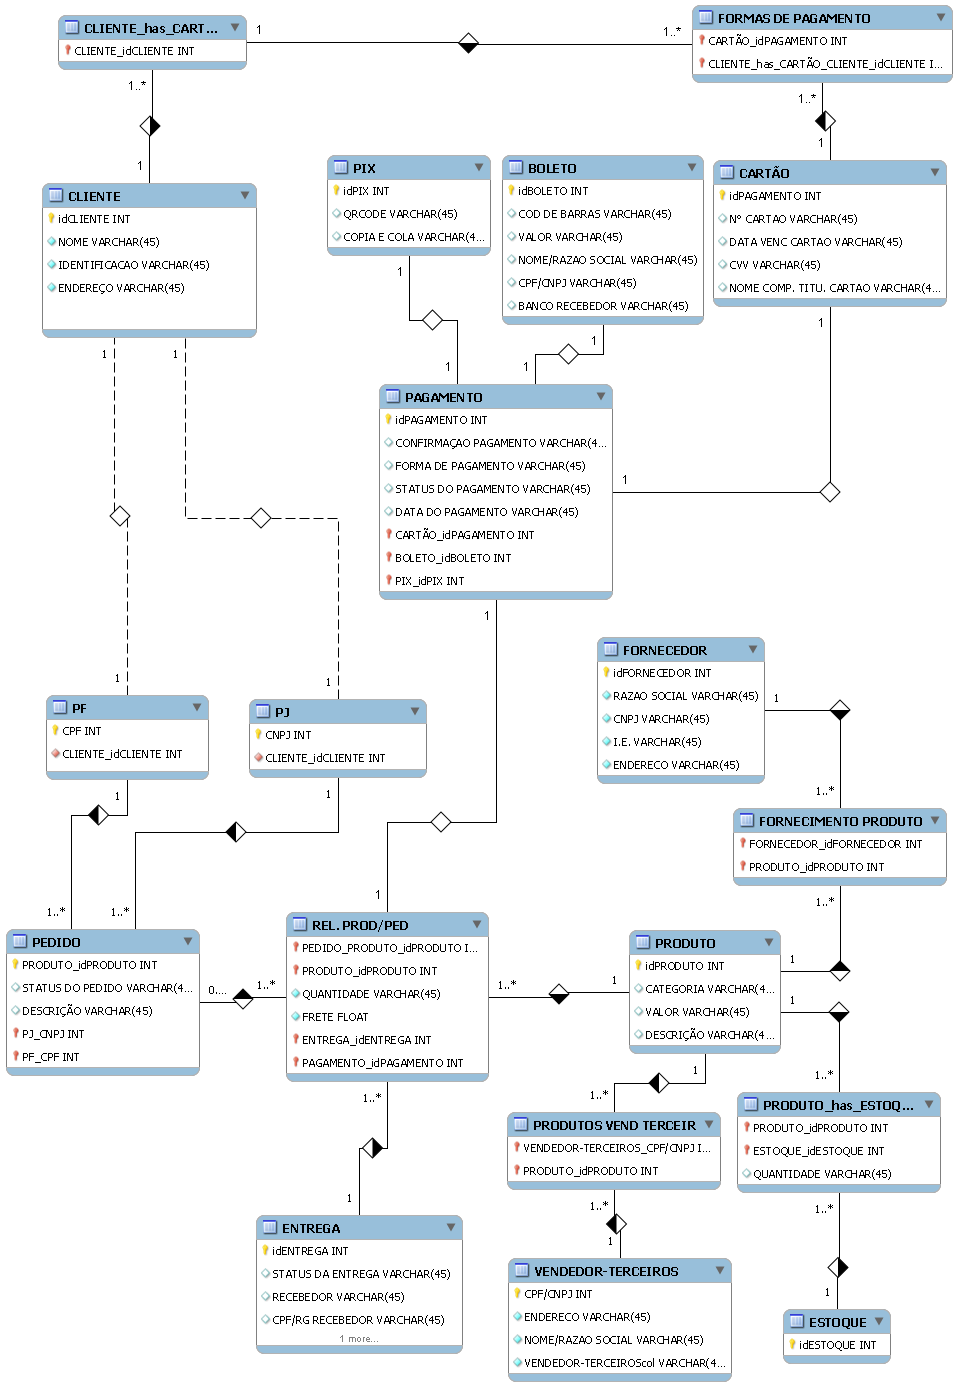 CLIENTE_has_CART...
CLIENTE_idCLIENTE INT
1
1..*
FORMAS DE PAGAMENTO
CARTÃO_idPAGAMENTO INT
CLIENTE_has_CARTÃO_CLIENTE_idCLIENTE I...
1..*
1
1..*
1
CLIENTE
idCLIENTE INT
NOME VARCHAR(45)
IDENTIFICACAO VARCHAR(45)
ENDEREÇO VARCHAR(45)
1
1
PIX
idPIX INT
QRCODE VARCHAR(45)
COPIA E COLA VARCHAR(4...
1
1
BOLETO
idBOLETO INT
COD DE BARRAS VARCHAR(45)
VALOR VARCHAR(45)
NOME/RAZAO SOCIAL VARCHAR(45)
CPF/CNPJ VARCHAR(45)
BANCO RECEBEDOR VARCHAR(45)
1
1
CARTÃO
idPAGAMENTO INT
Nº CARTAO VARCHAR(45)
DATA VENC CARTAO VARCHAR(45)
CVV VARCHAR(45)
NOME COMP. TITU. CARTAO VARCHAR(4...
1
1
PAGAMENTO
idPAGAMENTO INT
CONFIRMAÇAO PAGAMENTO VARCHAR(4...
FORMA DE PAGAMENTO VARCHAR(45)
STATUS DO PAGAMENTO VARCHAR(45)
DATA DO PAGAMENTO VARCHAR(45)
CARTÃO_idPAGAMENTO INT
BOLETO_idBOLETO INT
PIX_idPIX INT
1
1
FORNECEDOR
idFORNECEDOR INT
RAZAO SOCIAL VARCHAR(45)
CNPJ VARCHAR(45)
I.E. VARCHAR(45)
ENDERECO VARCHAR(45)
1
1..*
1
PF
CPF INT
CLIENTE_idCLIENTE INT
1
1..*
1
PJ
CNPJ INT
CLIENTE_idCLIENTE INT
1
1..*
FORNECIMENTO PRODUTO
FORNECEDOR_idFORNECEDOR INT
PRODUTO_idPRODUTO INT
1..*
1
PEDIDO
PRODUTO_idPRODUTO INT
STATUS DO PEDIDO VARCHAR(4...
DESCRIÇÃO VARCHAR(45)
PJ_CNPJ INT
PF_CPF INT
0....
1..*
REL. PROD/PED
PEDIDO_PRODUTO_idPRODUTO I...
PRODUTO_idPRODUTO INT
QUANTIDADE VARCHAR(45)
FRETE FLOAT
ENTREGA_idENTREGA INT
PAGAMENTO_idPAGAMENTO INT
1..*
1
1..*
1
PRODUTO
idPRODUTO INT
CATEGORIA VARCHAR(4...
VALOR VARCHAR(45)
DESCRIÇÃO VARCHAR(4...
1
1..*
1
1..*
PRODUTOS VEND TERCEIR...
VENDEDOR-TERCEIROS_CPF/CNPJ I...
PRODUTO_idPRODUTO INT
1..*
1
PRODUTO_has_ESTOQ...
PRODUTO_idPRODUTO INT
ESTOQUE_idESTOQUE INT
QUANTIDADE VARCHAR(45)
1..*
1
ENTREGA
idENTREGA INT
STATUS DA ENTREGA VARCHAR(45)
RECEBEDOR VARCHAR(45)
CPF/RG RECEBEDOR VARCHAR(45)
1 more...
VENDEDOR-TERCEIROS
CPF/CNPJ INT
ENDERECO VARCHAR(45)
NOME/RAZAO SOCIAL VARCHAR(45)
VENDEDOR-TERCEIROScol VARCHAR(4...
ESTOQUE
idESTOQUE INT